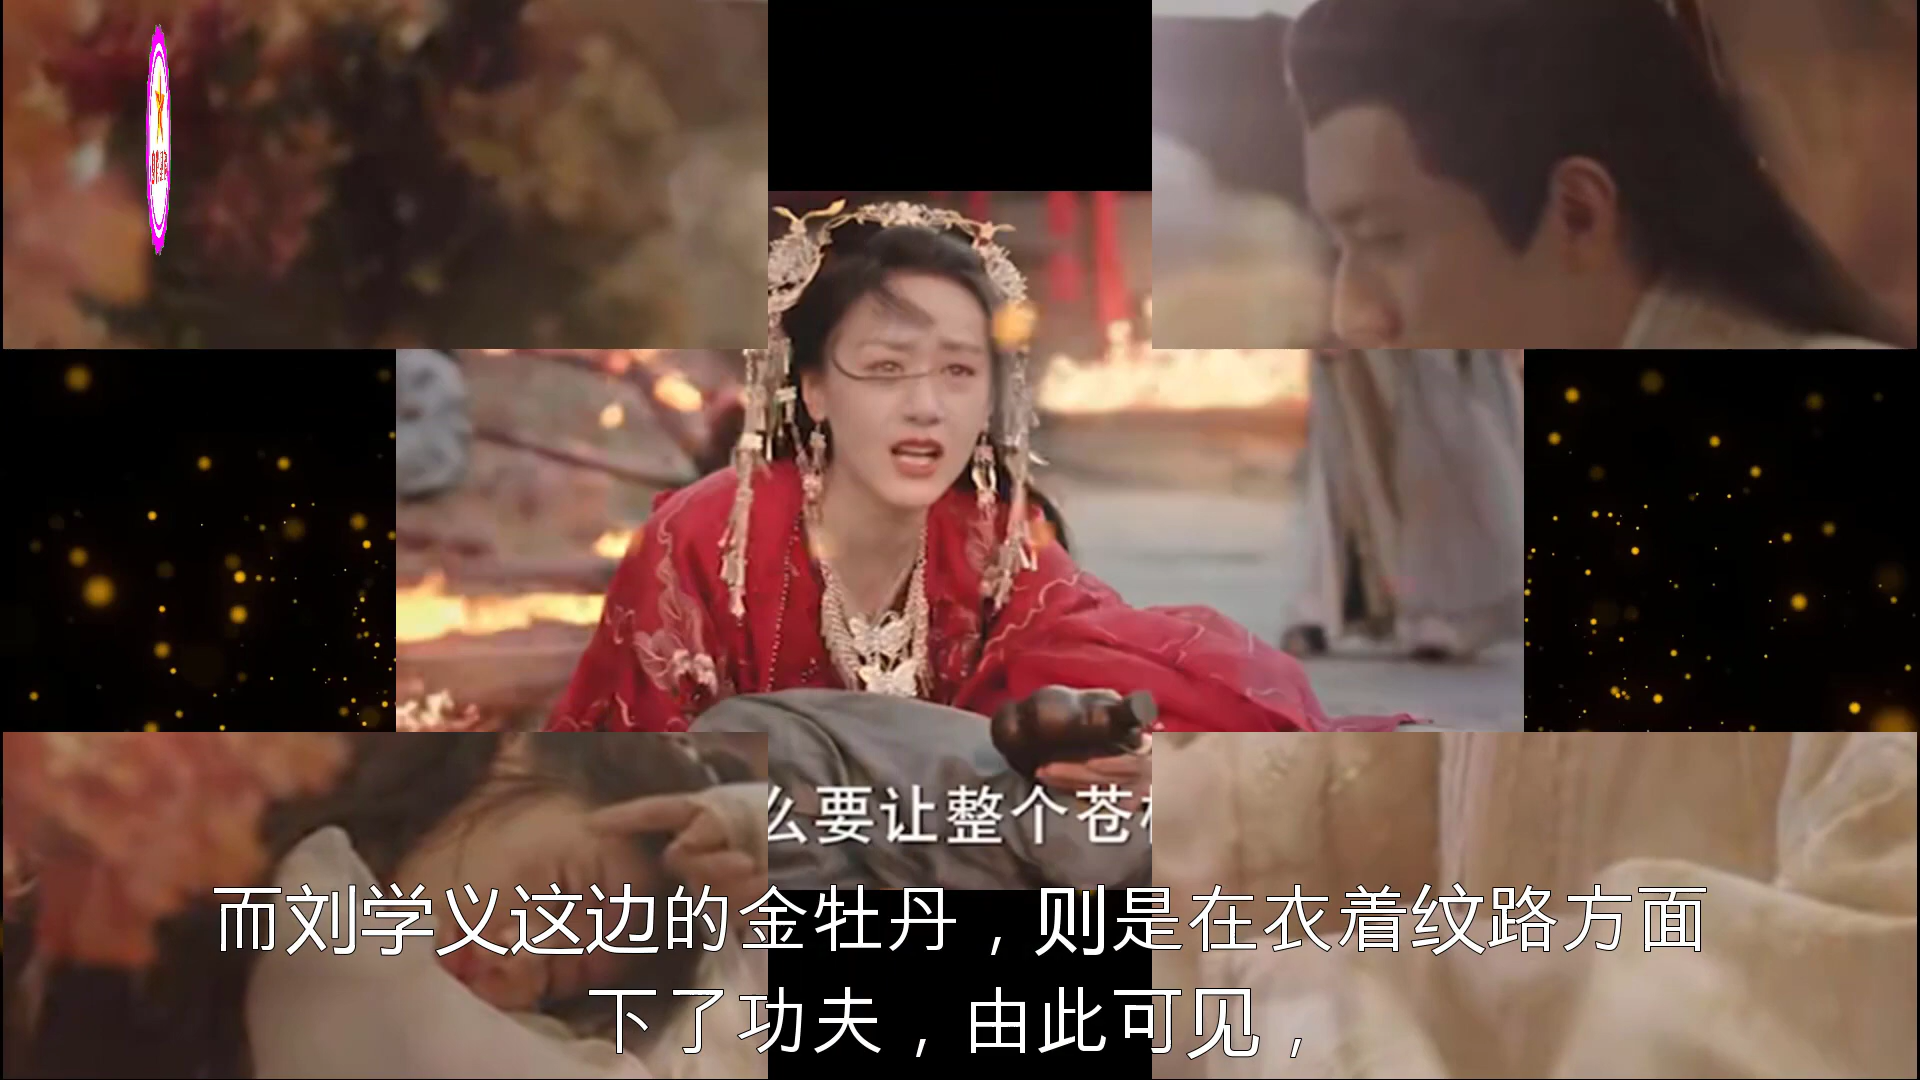 么要让整个苍
而刘学义这边的金牡丹，则是在衣着纹路方面
下了功夫，由此可见，